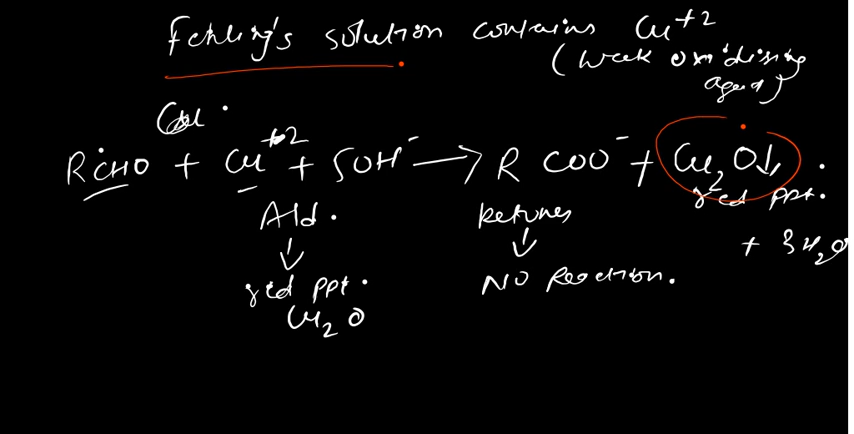 Fehling's solution contains Cu+2
(weak oxidising
agent)
RCHO + Cu+2 + 5OH- → R COO- + Cu2O↓
red ppt.
+ 3H2O
Ald.
↓
red ppt.
Cu2O
ketones
↓
NO Reaction.